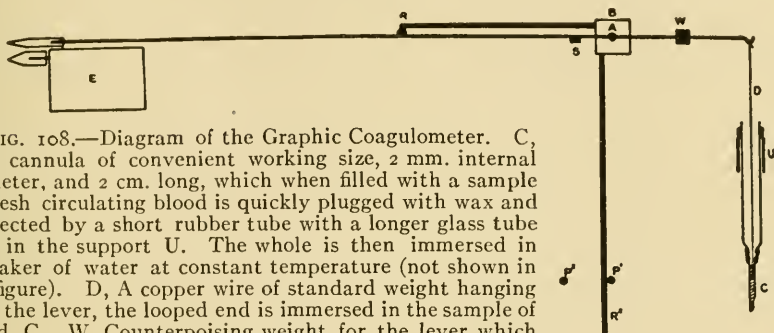 R
B
A
W
S
E
D
U
IG. 108.—Diagram of the Graphic Coagulometer. C,
cannula of convenient working size, 2 mm. internal
eter, and 2 cm. long, which when filled with a sample
esh circulating blood is quickly plugged with wax and
ected by a short rubber tube with a longer glass tube
in the support U. The whole is then immersed in
aker of water at constant temperature (not shown in
igure). D, A copper wire of standard weight hanging
the lever, the looped end is immersed in the sample of
C. W, Counterpoising weight for the lever which
P' P'
C
R'